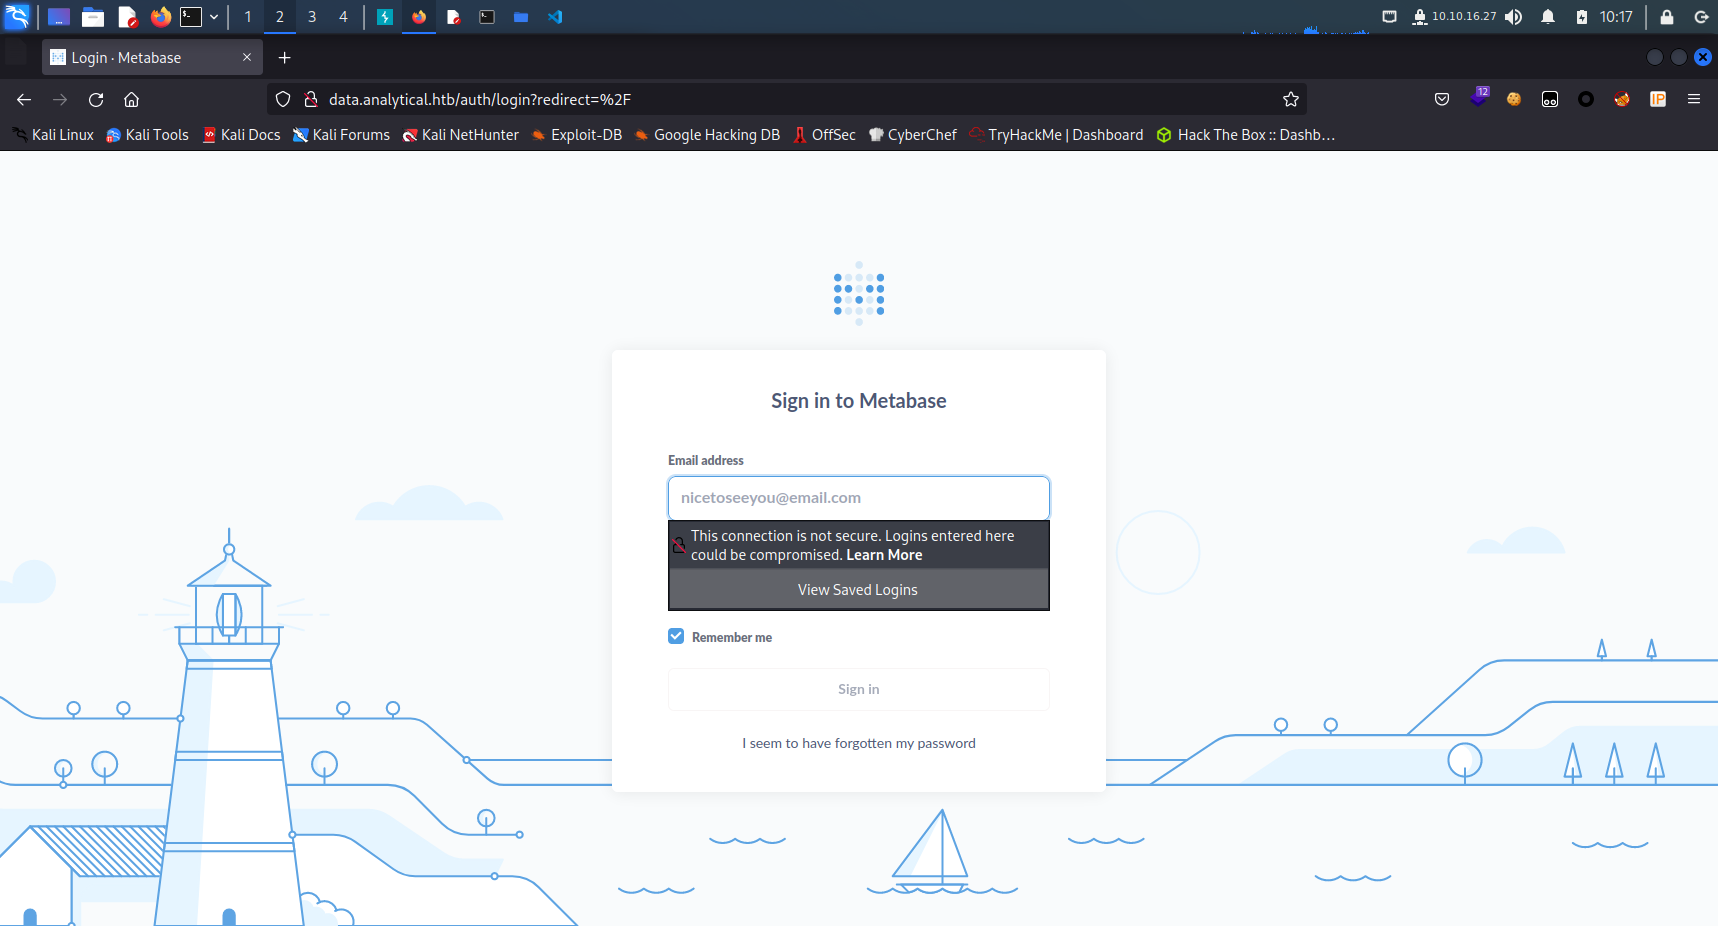 1 2 3 4 10.10.16.27 10:17
Login · Metabase
data.analytical.htb/auth/login?redirect=%2F 12 IP
Kali Linux Kali Tools Kali Docs Kali Forums Kali NetHunter Exploit-DB Google Hacking DB OffSec CyberChef TryHackMe | Dashboard Hack The Box :: Dashb…
Sign in to Metabase
Email address
nicetoseeyou@email.com
This connection is not secure. Logins entered here
could be compromised. Learn More
View Saved Logins
Remember me
Sign in
I seem to have forgotten my password